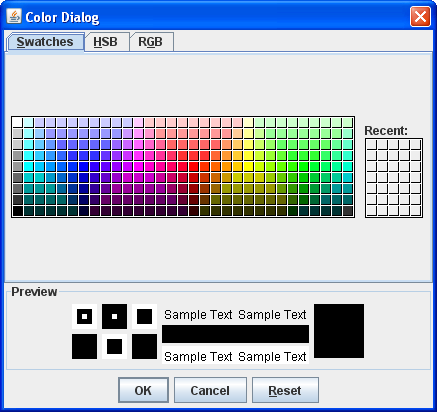 Color Dialog
Swatches HSB RGB
Recent:
Preview
Sample Text Sample Text
Sample Text Sample Text
OK Cancel Reset